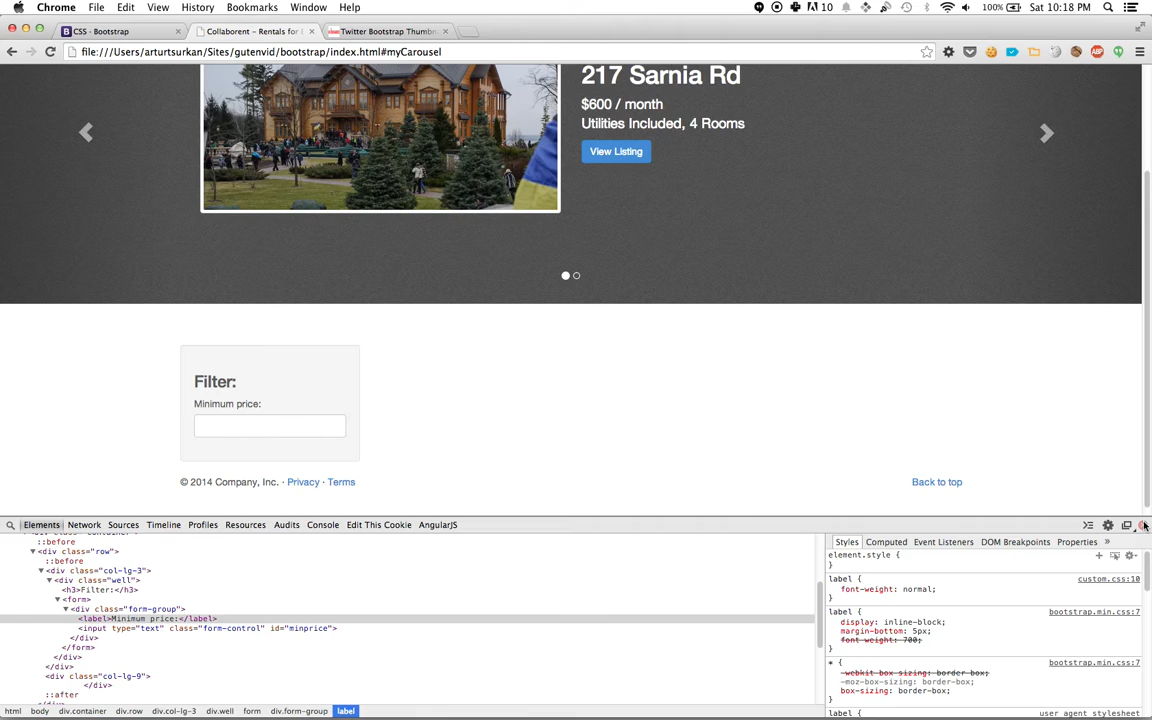 Chrome File Edit View History Bookmarks Window Help 10 100% Sat 10:18 PM
CSS · Bootstrap Collaborent – Rentals for Twitter Bootstrap Thumbn
file:///Users/arturtsurkan/Sites/gutenvid/bootstrap/index.html#myCarousel ABP
217 Sarnia Rd
$600 / month
Utilities Included, 4 Rooms
View Listing
Filter:
Minimum price:
© 2014 Company, Inc. · Privacy · Terms
Back to top
Elements Network Sources Timeline Profiles Resources Audits Console Edit This Cookie AngularJS
::before
<div class="row">
::before
<div class="col-lg-3">
<div class="well">
<h3>Filter:</h3>
<form>
<div class="form-group">
<label>Minimum price:</label>
<input type="text" class="form-control" id="minprice">
</div>
</form>
</div>
</div>
<div class="col-lg-9">
</div>
::after
html body div.container div.row div.col-lg-3 div.well form div.form-group label
Styles Computed Event Listeners DOM Breakpoints Properties »
element.style {
}
label { custom.css:10
font-weight: normal;
}
label { bootstrap.min.css:7
display: inline-block;
margin-bottom: 5px;
font-weight: 700;
}
* { bootstrap.min.css:7
-webkit-box-sizing: border-box;
-moz-box-sizing: border-box;
box-sizing: border-box;
}
label { user agent stylesheet